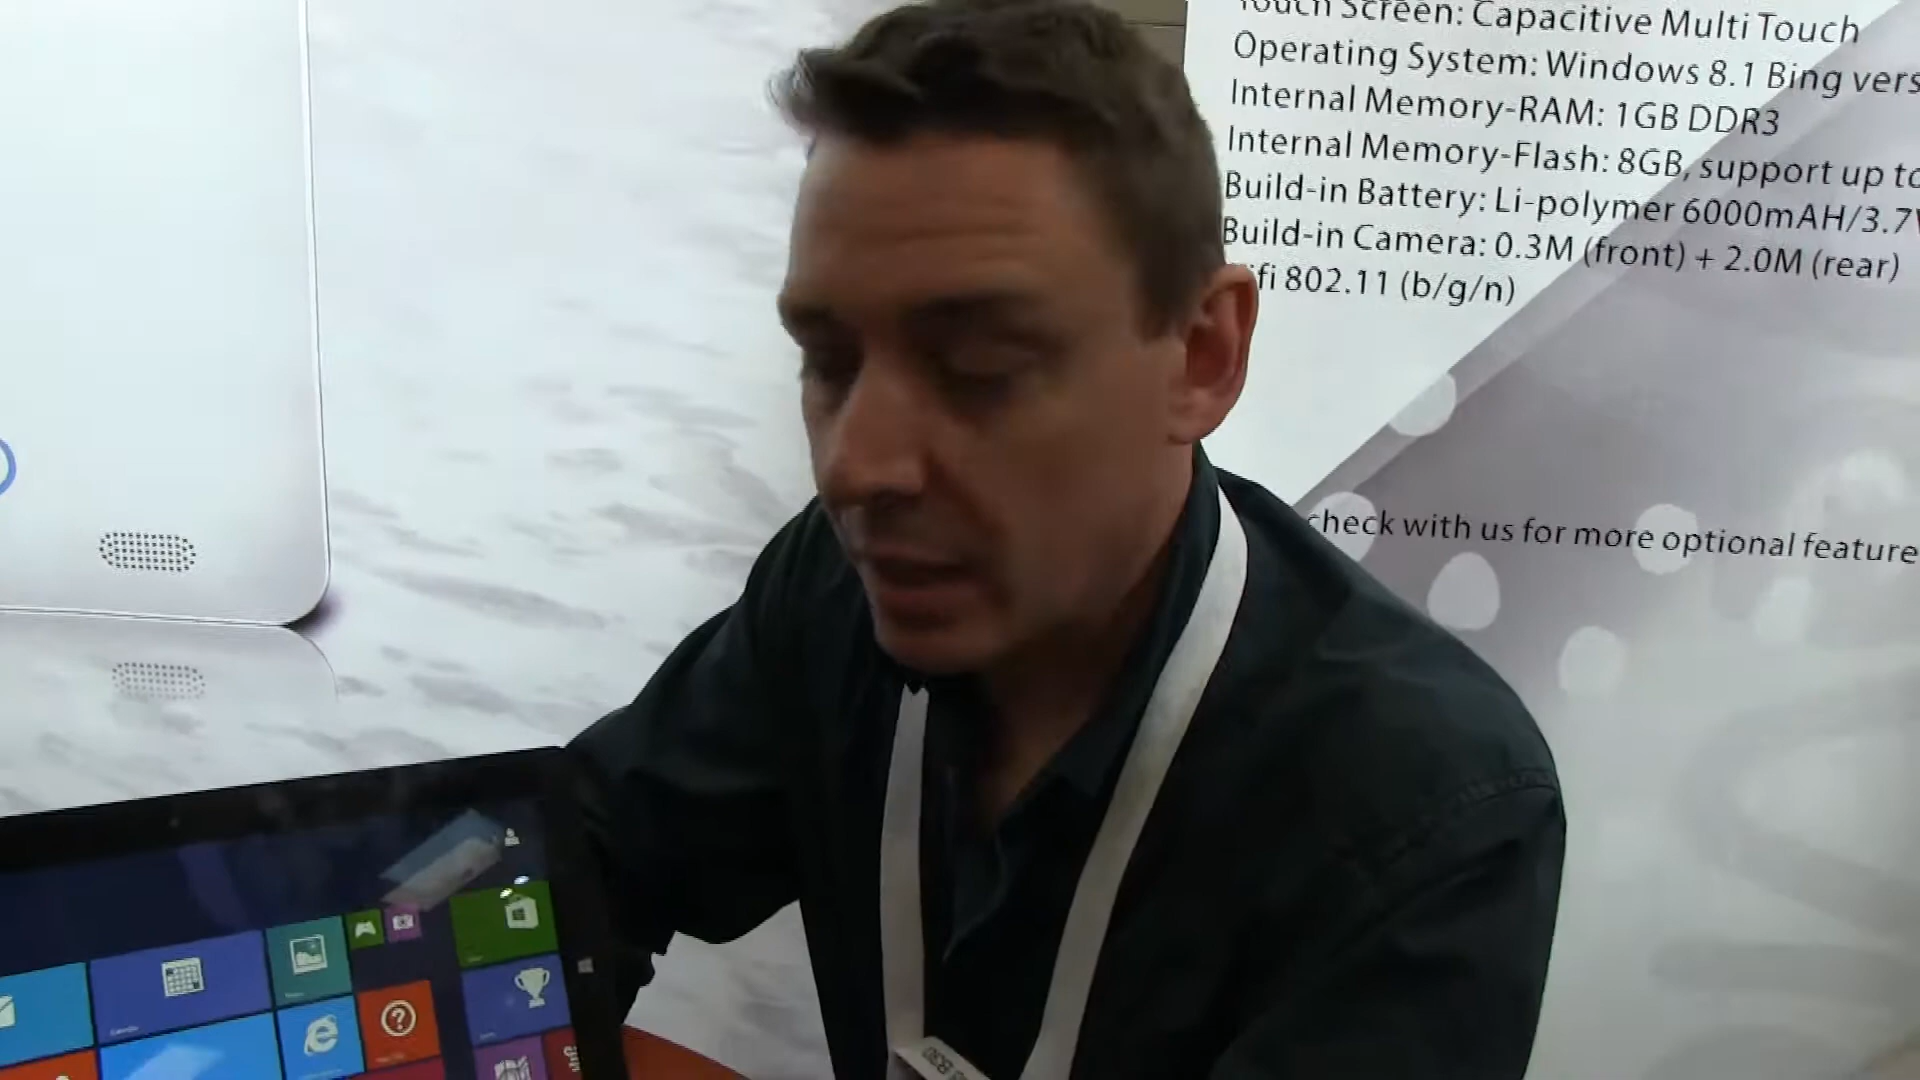 Touch Screen: Capacitive Multi Touch
Operating System: Windows 8.1 Bing vers
Internal Memory-RAM: 1GB DDR3
Internal Memory-Flash: 8GB, support up to
Build-in Battery: Li-polymer 6000mAH/3.7V
Build-in Camera: 0.3M (front) + 2.0M (rear)
ifi 802.11 (b/g/n)
check with us for more optional feature